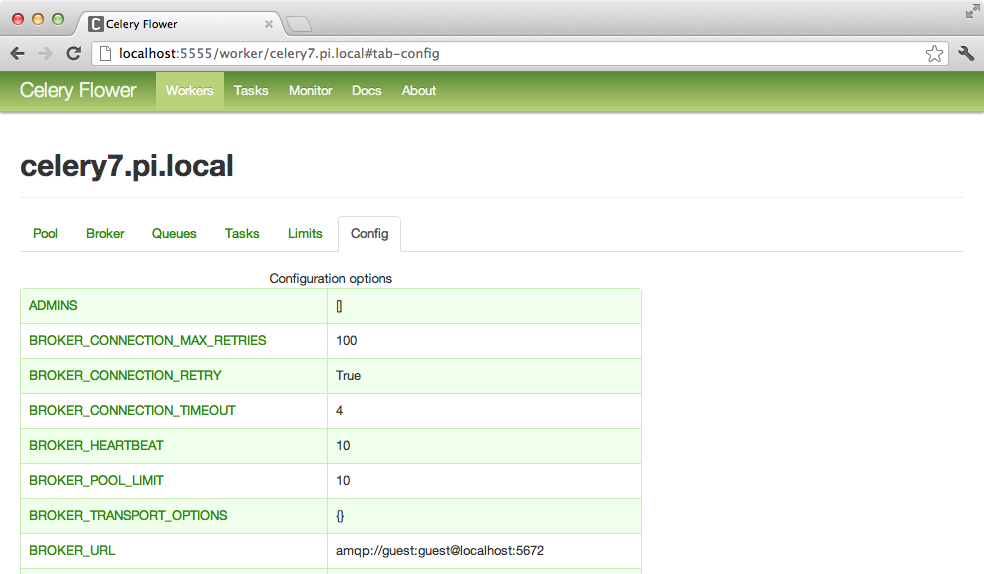 Celery Flower
localhost:5555/worker/celery7.pi.local#tab-config
Celery Flower Workers Tasks Monitor Docs About
celery7.pi.local
Pool Broker Queues Tasks Limits Config
Configuration options
ADMINS []
BROKER_CONNECTION_MAX_RETRIES 100
BROKER_CONNECTION_RETRY True
BROKER_CONNECTION_TIMEOUT 4
BROKER_HEARTBEAT 10
BROKER_POOL_LIMIT 10
BROKER_TRANSPORT_OPTIONS {}
BROKER_URL amqp://guest:guest@localhost:5672